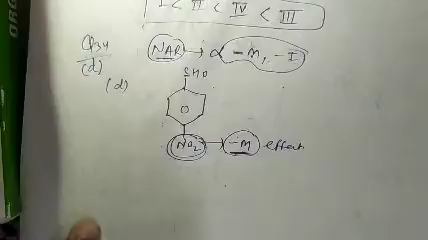 I < II < IV < III
Q34
(d)
NAR → α -M, -I
(d)
CHO
NO2 → -M effect